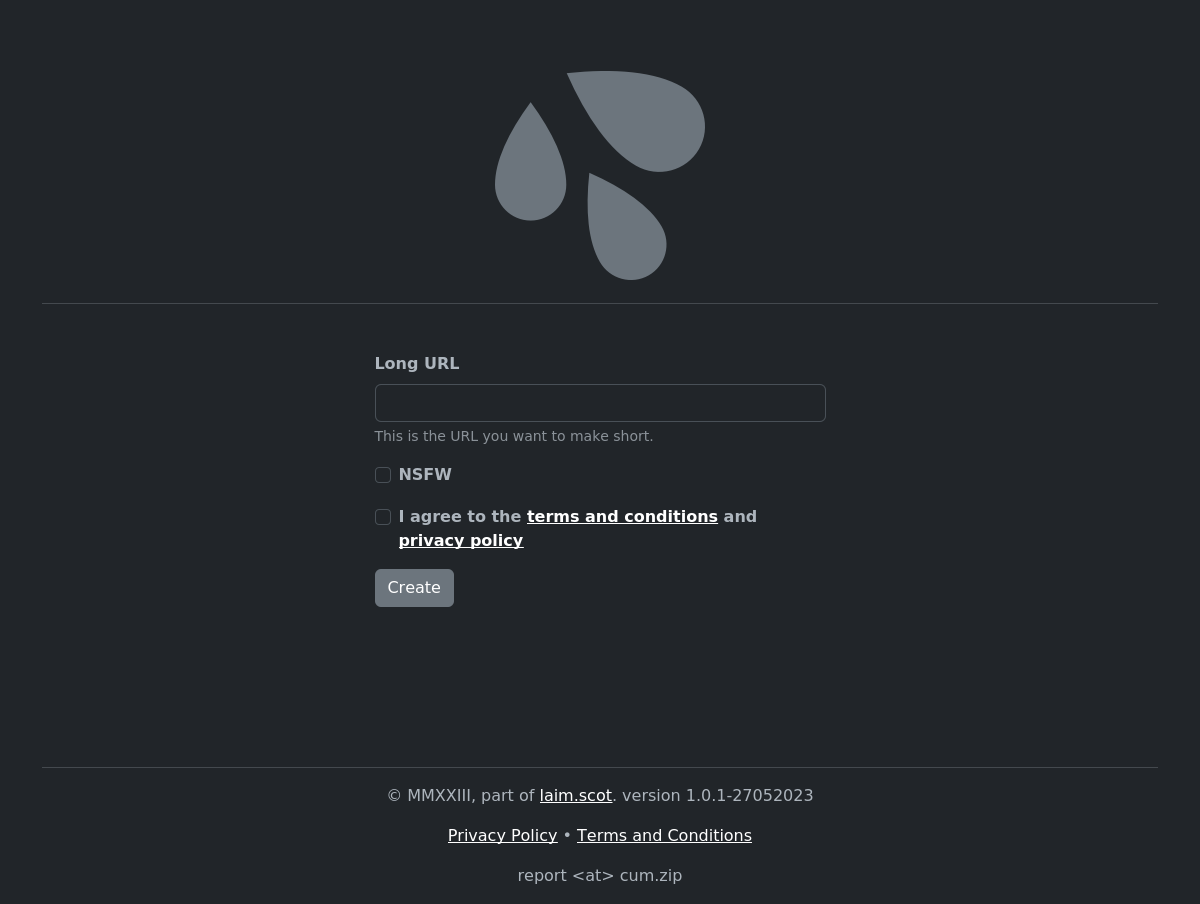 Long URL
This is the URL you want to make short.
NSFW
I agree to the terms and conditions and
privacy policy
Create
© MMXXIII, part of laim.scot. version 1.0.1-27052023
Privacy Policy • Terms and Conditions
report <at> cum.zip